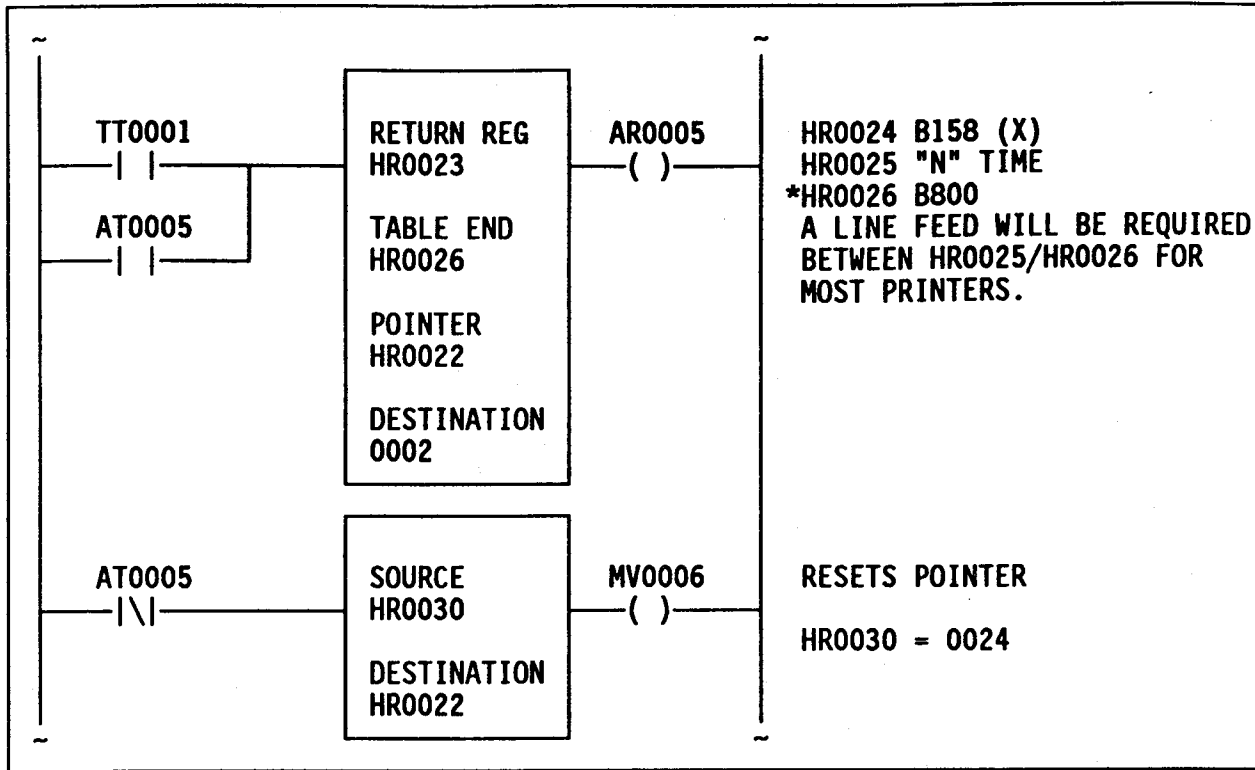 TT0001
AT0005
RETURN REG
HR0023
TABLE END
HR0026
POINTER
HR0022
DESTINATION
0002
AR0005
HR0024 B158 (X)
HR0025 "N" TIME
*HR0026 B800
A LINE FEED WILL BE REQUIRED
BETWEEN HR0025/HR0026 FOR
MOST PRINTERS.
AT0005
SOURCE
HR0030
DESTINATION
HR0022
MV0006
RESETS POINTER
HR0030 = 0024